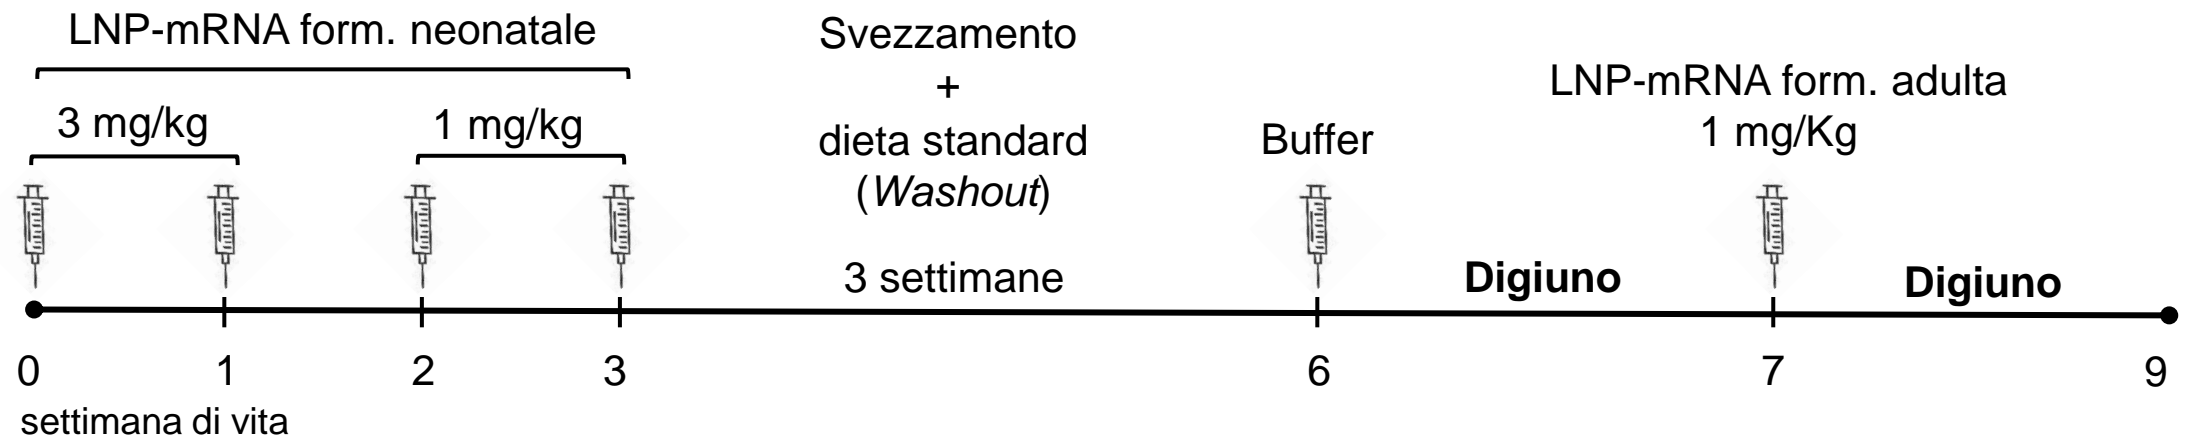 LNP-mRNA form. neonatale
3 mg/kg
1 mg/kg
Svezzamento
+
dieta standard
(Washout)
3 settimane
Buffer
LNP-mRNA form. adulta
1 mg/Kg
Digiuno
Digiuno
0
1
2
3
6
7
9
settimana di vita